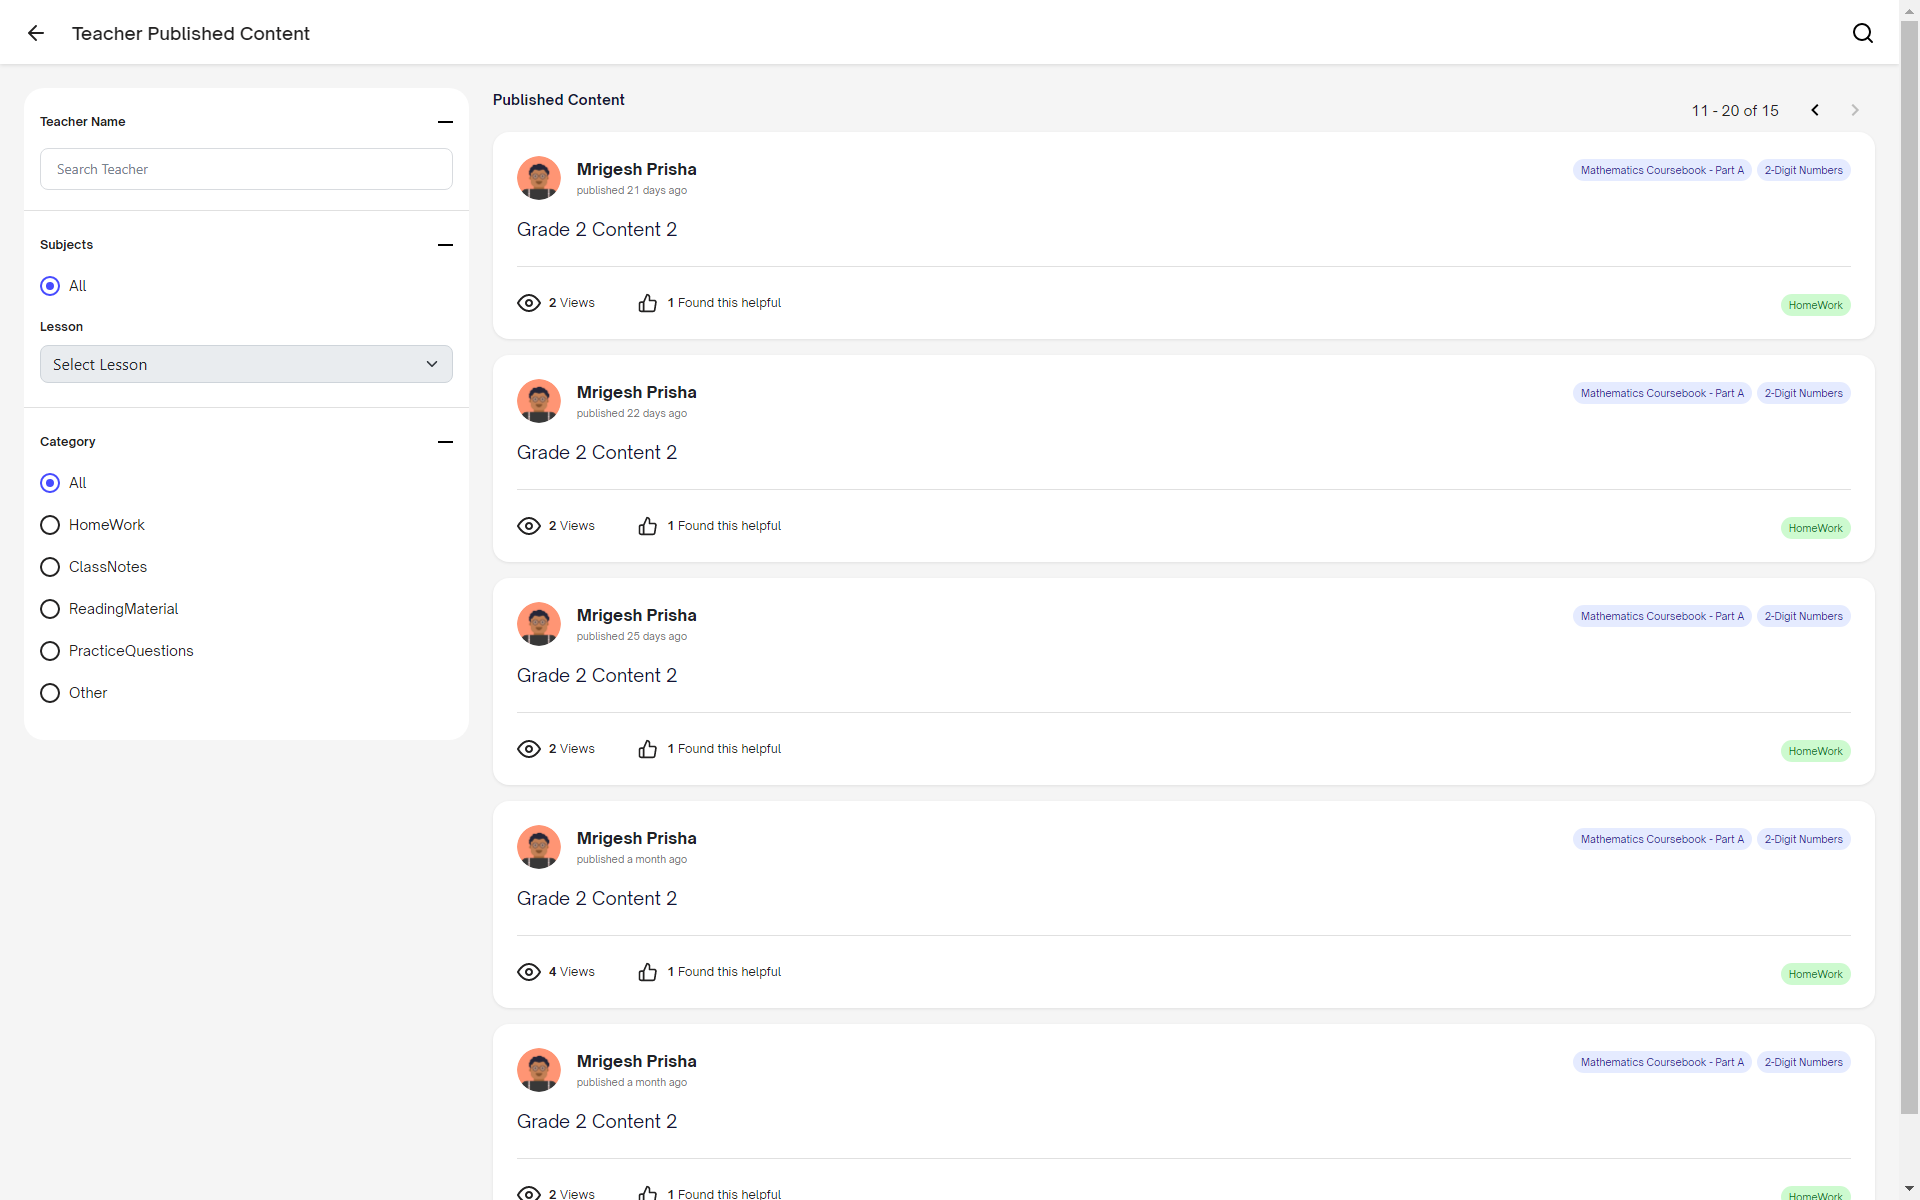 Teacher Published Content
Teacher Name
Search Teacher
Subjects
All
Lesson
Select Lesson
Category
All
HomeWork
ClassNotes
ReadingMaterial
PracticeQuestions
Other
Published Content
11 - 20 of 15
Mrigesh Prisha
published 21 days ago
Mathematics Coursebook - Part A
2-Digit Numbers
Grade 2 Content 2
2 Views
1 Found this helpful
HomeWork
Mrigesh Prisha
published 22 days ago
Mathematics Coursebook - Part A
2-Digit Numbers
Grade 2 Content 2
2 Views
1 Found this helpful
HomeWork
Mrigesh Prisha
published 25 days ago
Mathematics Coursebook - Part A
2-Digit Numbers
Grade 2 Content 2
2 Views
1 Found this helpful
HomeWork
Mrigesh Prisha
published a month ago
Mathematics Coursebook - Part A
2-Digit Numbers
Grade 2 Content 2
4 Views
1 Found this helpful
HomeWork
Mrigesh Prisha
published a month ago
Mathematics Coursebook - Part A
2-Digit Numbers
Grade 2 Content 2
2 Views
1 Found this helpful
HomeWork